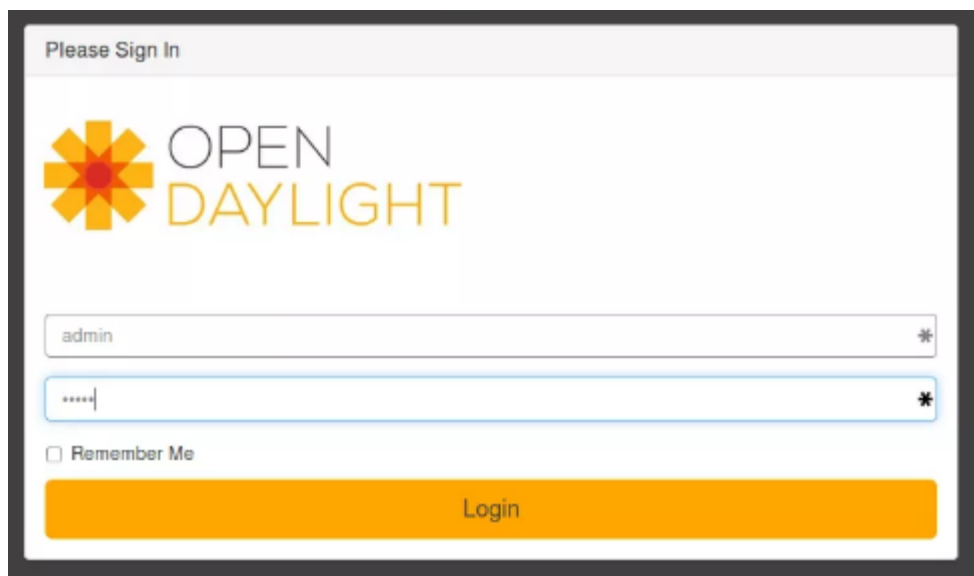 Please Sign In
OPEN
DAYLIGHT
admin
•••••
Remember Me
Login